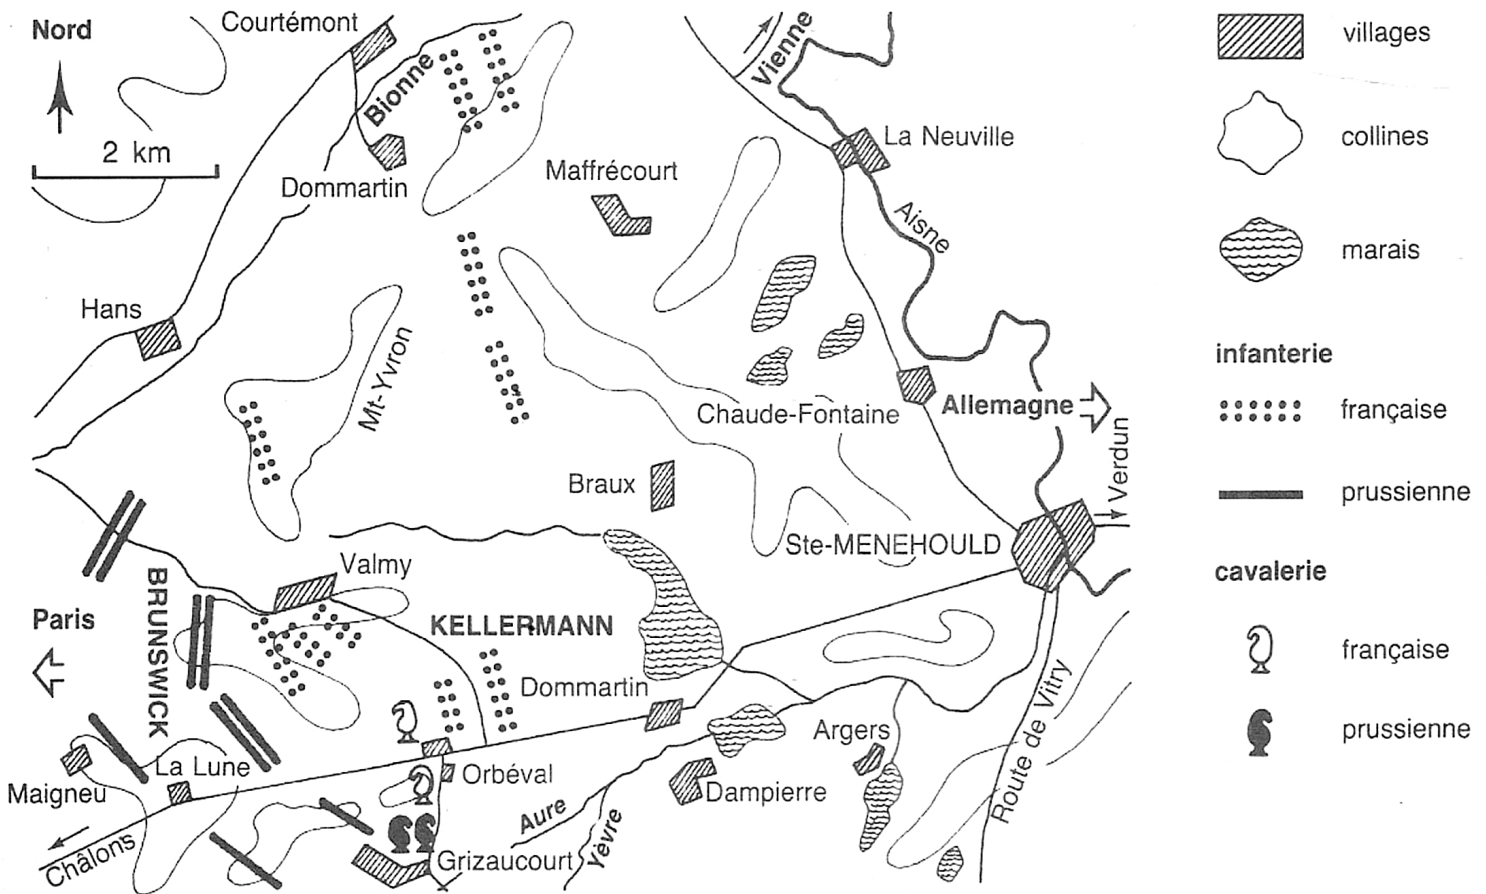 Nord
Courtémont
Bionne
Vienne
villages
2 km
Dommartin
Maffrécourt
La Neuville
collines
Aisne
marais
Hans
Mt-Yvron
infanterie
Chaude-Fontaine
Allemagne
française
Verdun
Braux
prussienne
Ste-MENEHOULD
Valmy
cavalerie
BRUNSWICK
Paris
KELLERMANN
française
Dommartin
Route de Vitry
Argers
prussienne
La Lune
Maigneu
Orbéval
Dampierre
Aure
Yèvre
Châlons
Grizaucourt